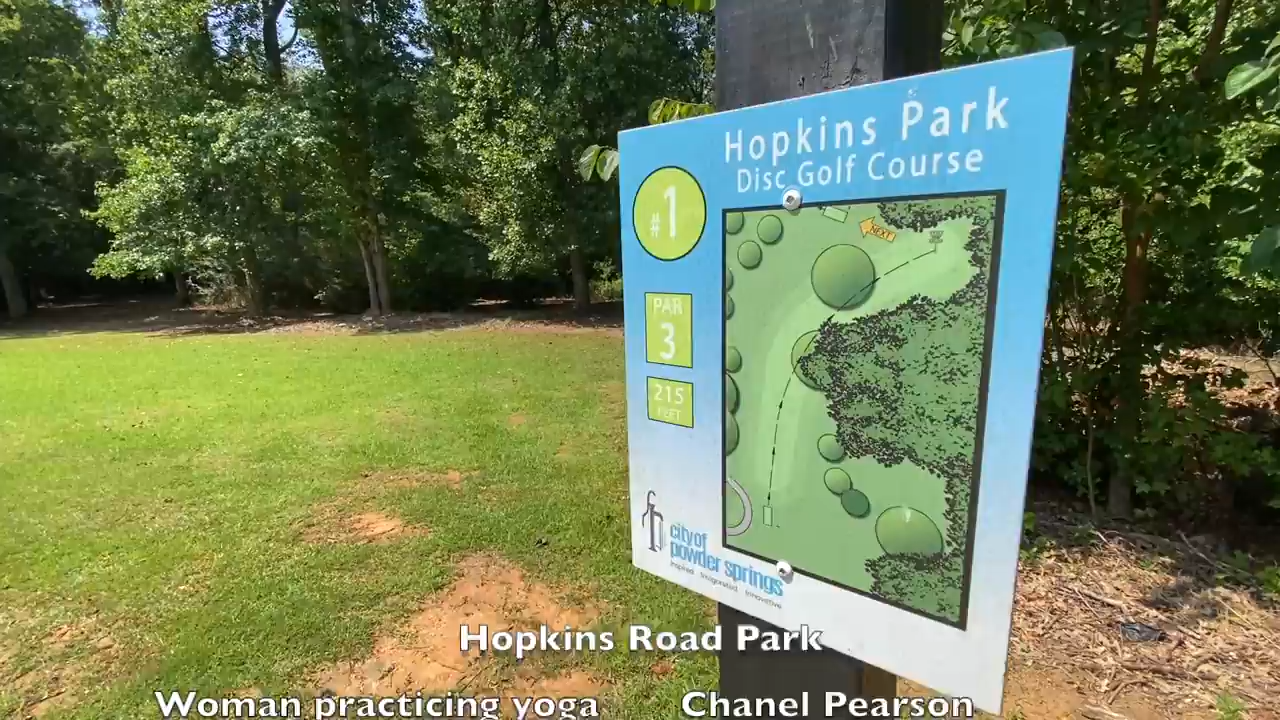 Hopkins Park
Disc Golf Course
#1
NEXT
PAR
3
215
FEET
city of
powder springs
Inspired Invigorated Innovative
Hopkins Road Park
Woman practicing yoga Chanel Pearson